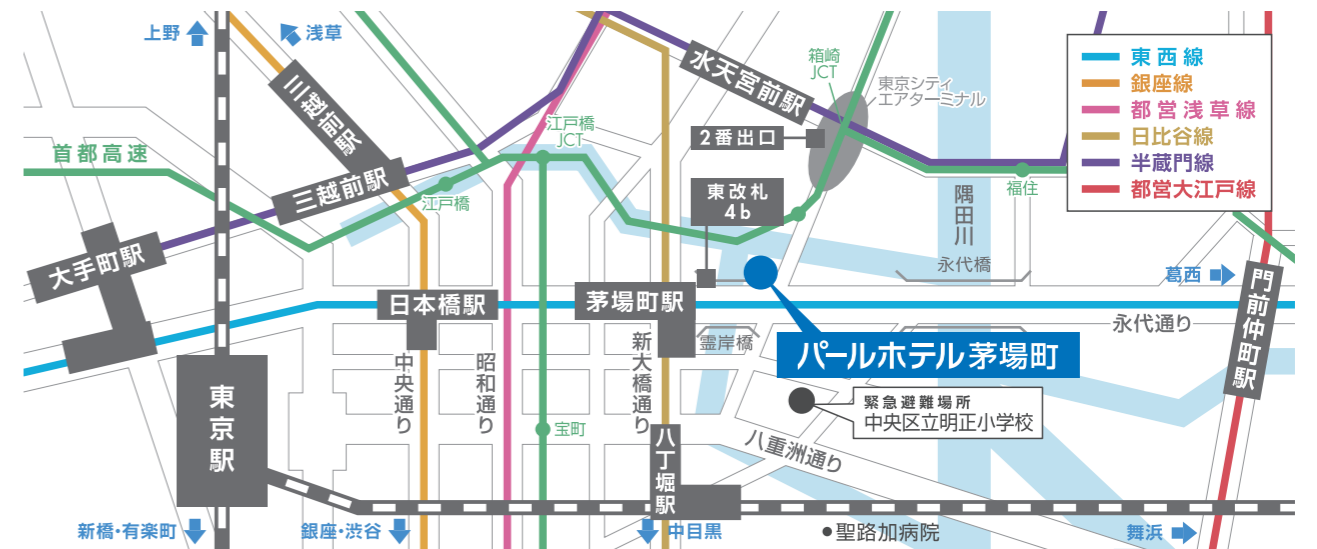 上野
浅草
三越前駅
水天宮前駅
箱崎
JCT
東京シティ
エアターミナル
東西線
銀座線
都営浅草線
日比谷線
半蔵門線
都営大江戸線
首都高速
江戸橋
JCT
2番出口
三越前駅
江戸橋
東改札
4b
福住
隅田川
永代橋
大手町駅
葛西
門前仲町駅
日本橋駅
茅場町駅
永代通り
霊岸橋
パールホテル茅場町
中央通り
昭和通り
新大橋通り
東京駅
緊急避難場所
中央区立明正小学校
宝町
八丁堀駅
八重洲通り
新橋・有楽町
銀座・渋谷
中目黒
●聖路加病院
舞浜